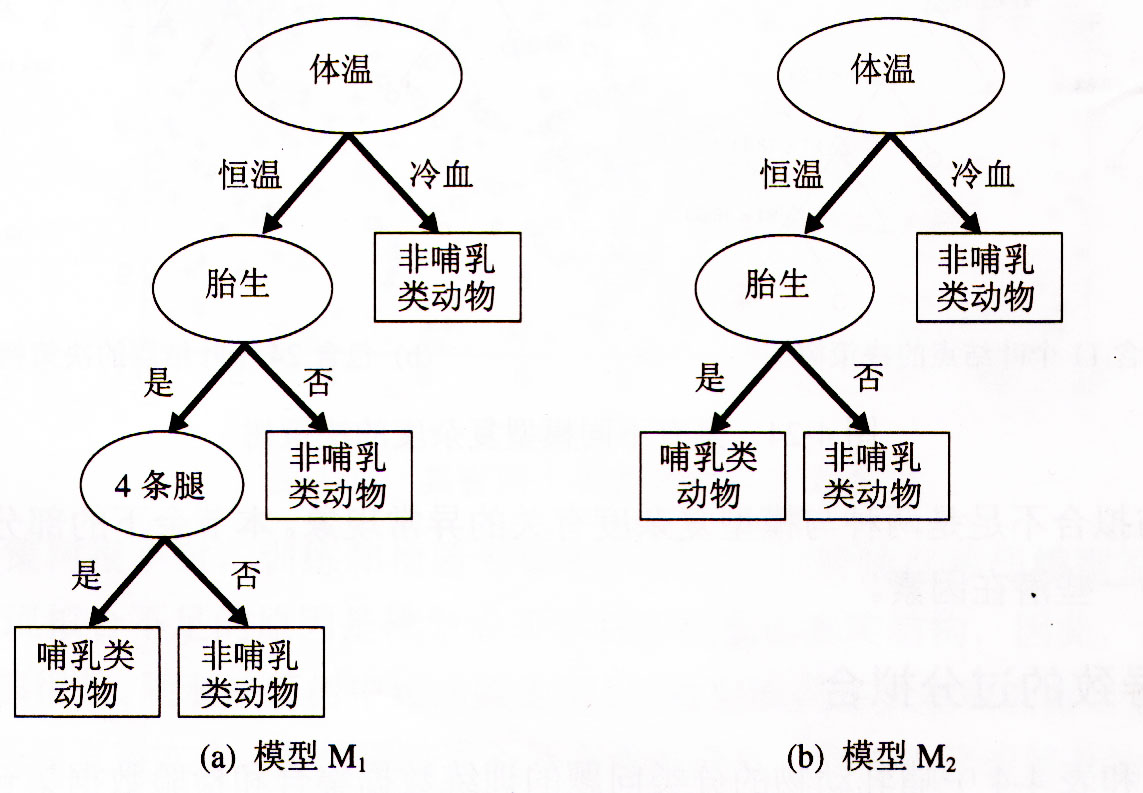 体温
恒温
冷血
胎生
非哺乳
类动物
是
否
4 条腿
非哺乳
类动物
是
否
哺乳类
动物
非哺乳
类动物
(a) 模型 M₁
体温
恒温
冷血
胎生
非哺乳
类动物
是
否
哺乳类
动物
非哺乳
类动物
(b) 模型 M₂